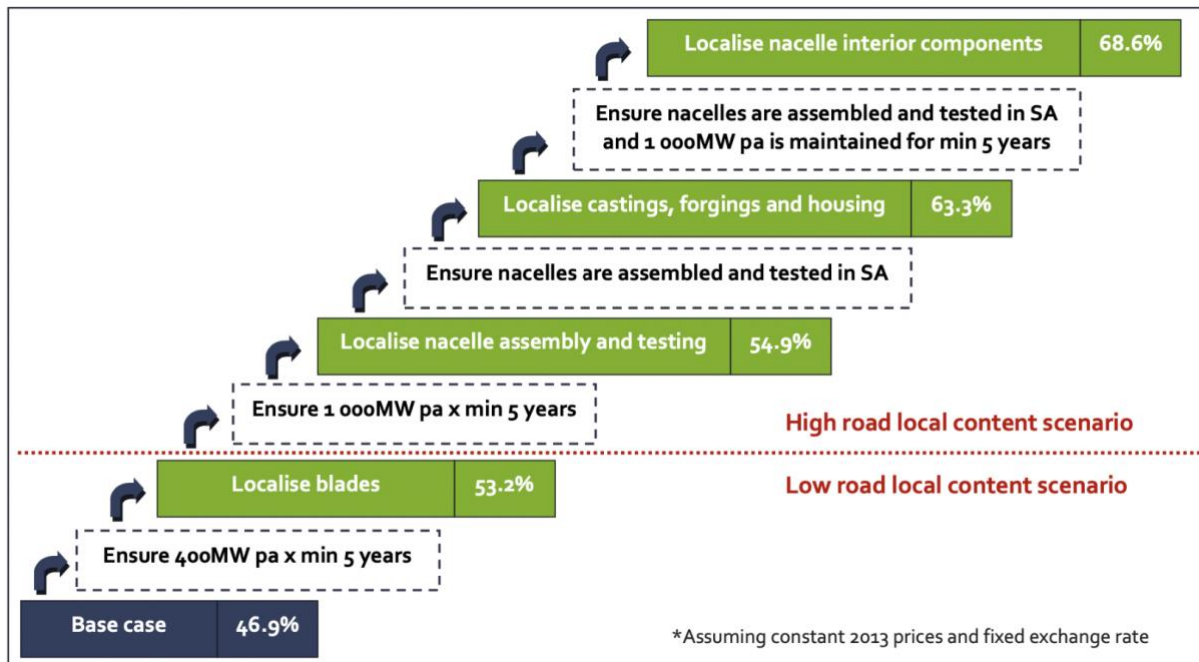 Localise nacelle interior components 68.6%
Ensure nacelles are assembled and tested in SA
and 1 000MW pa is maintained for min 5 years
Localise castings, forgings and housing 63.3%
Ensure nacelles are assembled and tested in SA
Localise nacelle assembly and testing 54.9%
Ensure 1 000MW pa x min 5 years
High road local content scenario
Localise blades 53.2%
Low road local content scenario
Ensure 400MW pa x min 5 years
Base case 46.9%
*Assuming constant 2013 prices and fixed exchange rate